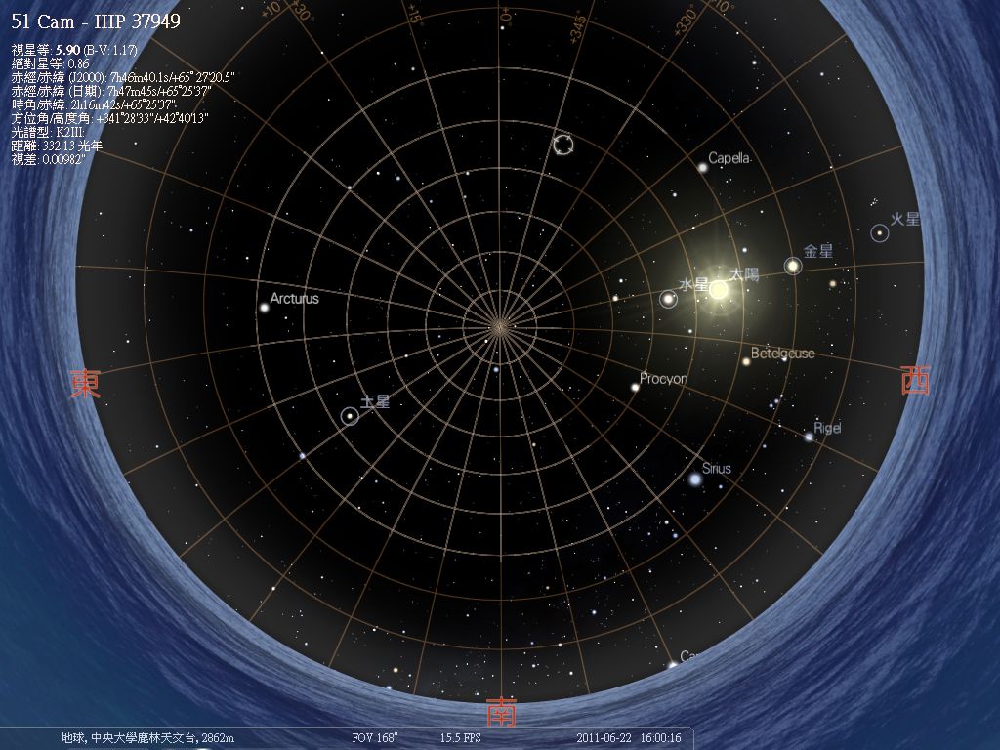 51 Cam - HIP 37949
視星等: 5.90 (B-V: 1.17)
絕對星等: 0.86
赤經/赤緯 (J2000): 7h46m40.1s/+65°27'20.5"
赤經/赤緯 (日期): 7h47m45s/+65°25'37"
時角/赤緯: 2h16m42s/+65°25'37"
方位角/高度角: +341°28'33"/+42°40'13"
光譜型: K2III
距離: 332.13 光年
視差: 0.00982"
+10°
+30°
+15°
+0°
+345°
+330°
+10°
Capella
火星
金星
太陽
水星
Arcturus
Betelgeuse
東
Procyon
西
土星
Rigel
Sirius
南
地球, 中央大學鹿林天文台, 2862m
FOV 168°
15.5 FPS
2011-06-22 16:00:16